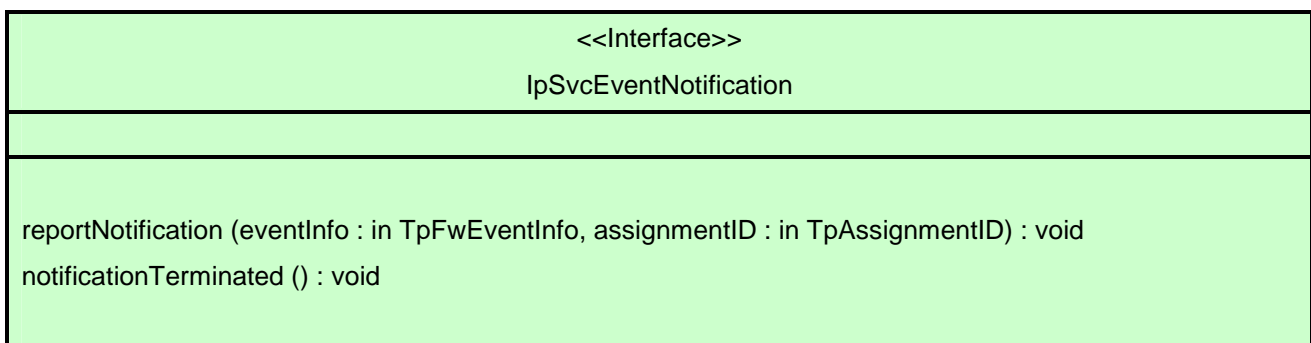 <<Interface>>
IpSvcEventNotification
reportNotification (eventInfo : in TpFwEventInfo, assignmentID : in TpAssignmentID) : void
notificationTerminated () : void